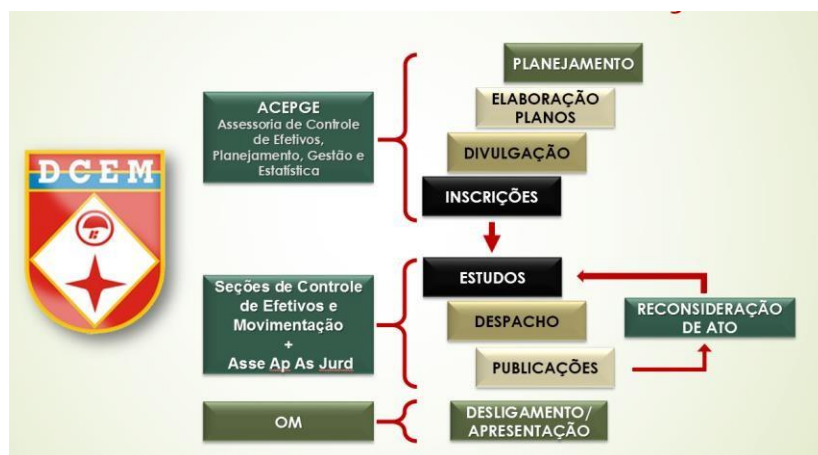 PLANEJAMENTO
ACEPGE
Assessoria de Controle
de Efetivos,
Planejamento, Gestão e
Estatística
ELABORAÇÃO
PLANOS
DIVULGAÇÃO
INSCRIÇÕES
DCEM
Seções de Controle
de Efetivos e
Movimentação
+
Asse Ap As Jurd
ESTUDOS
DESPACHO
PUBLICAÇÕES
RECONSIDERAÇÃO
DE ATO
OM
DESLIGAMENTO/
APRESENTAÇÃO